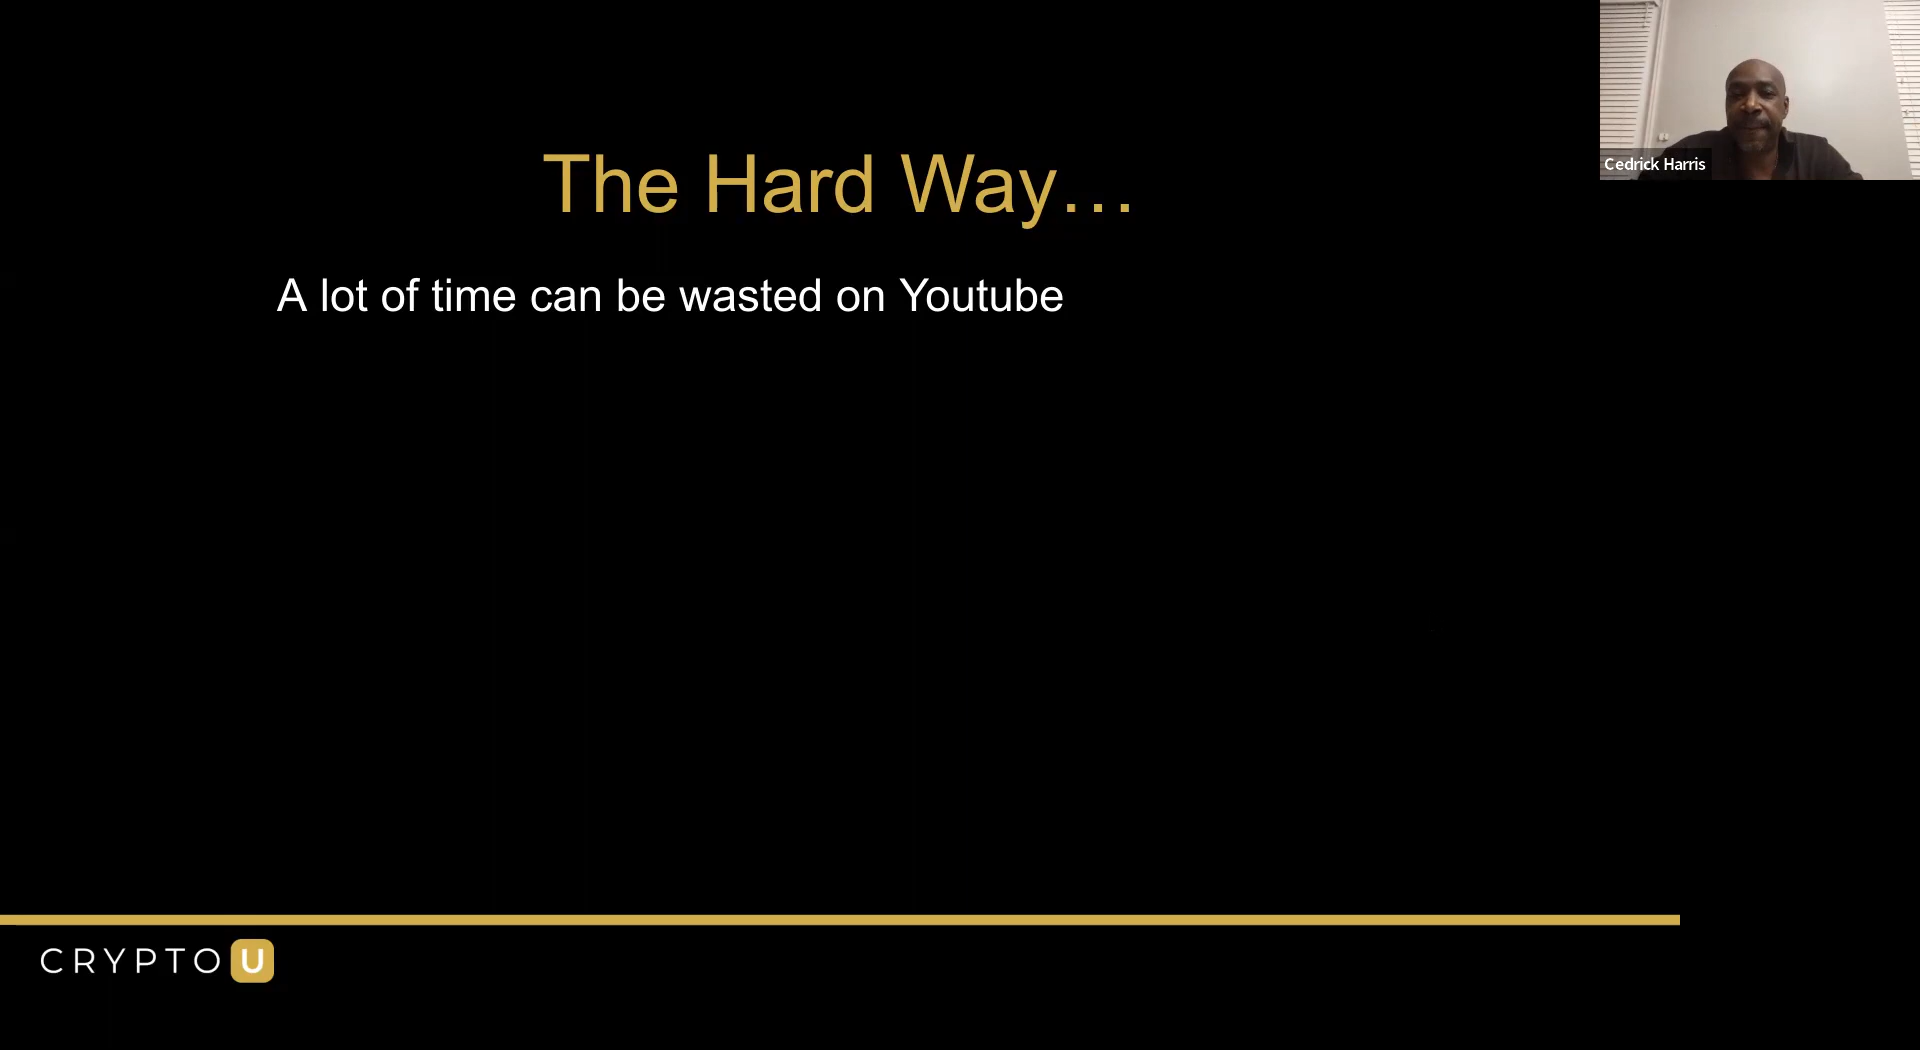 The Hard Way…
A lot of time can be wasted on Youtube
Cedrick Harris
CRYPTO U